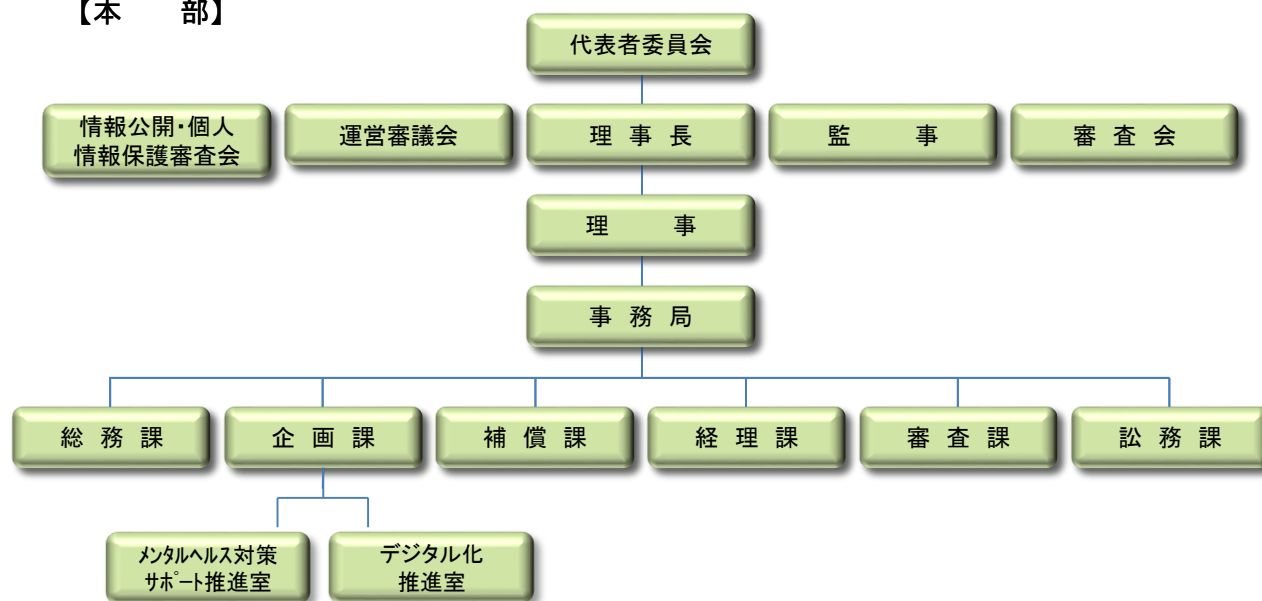 【本　　部】
代表者委員会
情報公開・個人
情報保護審査会
運営審議会
理　事　長
監　　　事
審　査　会
理　　　事
事　務　局
総　務　課
企　画　課
補　償　課
経　理　課
審　査　課
訟　務　課
ﾒﾝﾀﾙﾍﾙｽ対策
ｻﾎﾟｰﾄ推進室
デジタル化
推進室